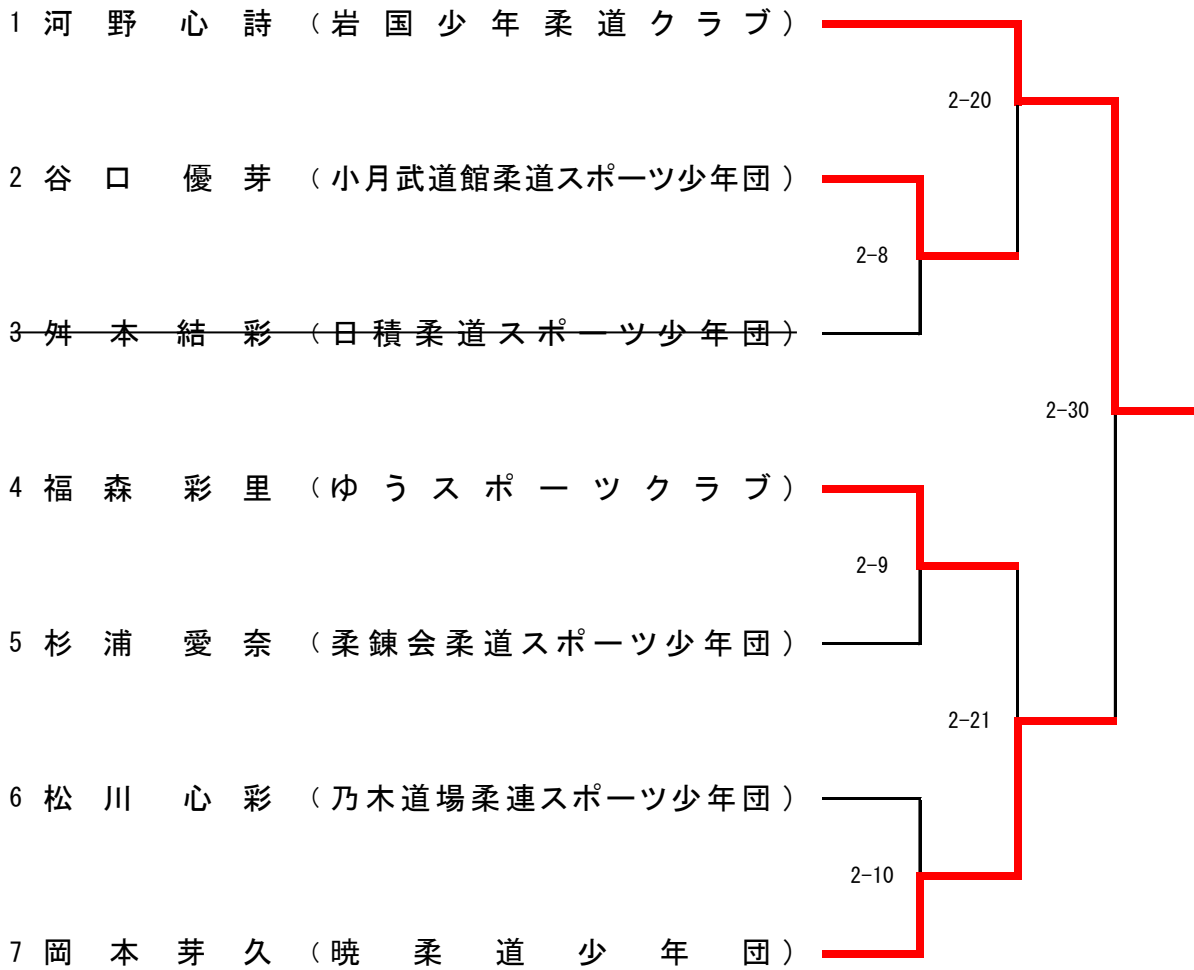 1 河野心詩 (岩国少年柔道クラブ)
2-20
2 谷口優芽 (小月武道館柔道スポーツ少年団)
2-8
3 舛本結彩 (日積柔道スポーツ少年団)
2-30
4 福森彩里 (ゆうスポーツクラブ)
2-9
5 杉浦愛奈 (柔錬会柔道スポーツ少年団)
2-21
6 松川心彩 (乃木道場柔連スポーツ少年団)
2-10
7 岡本芽久 (暁柔道少年団)